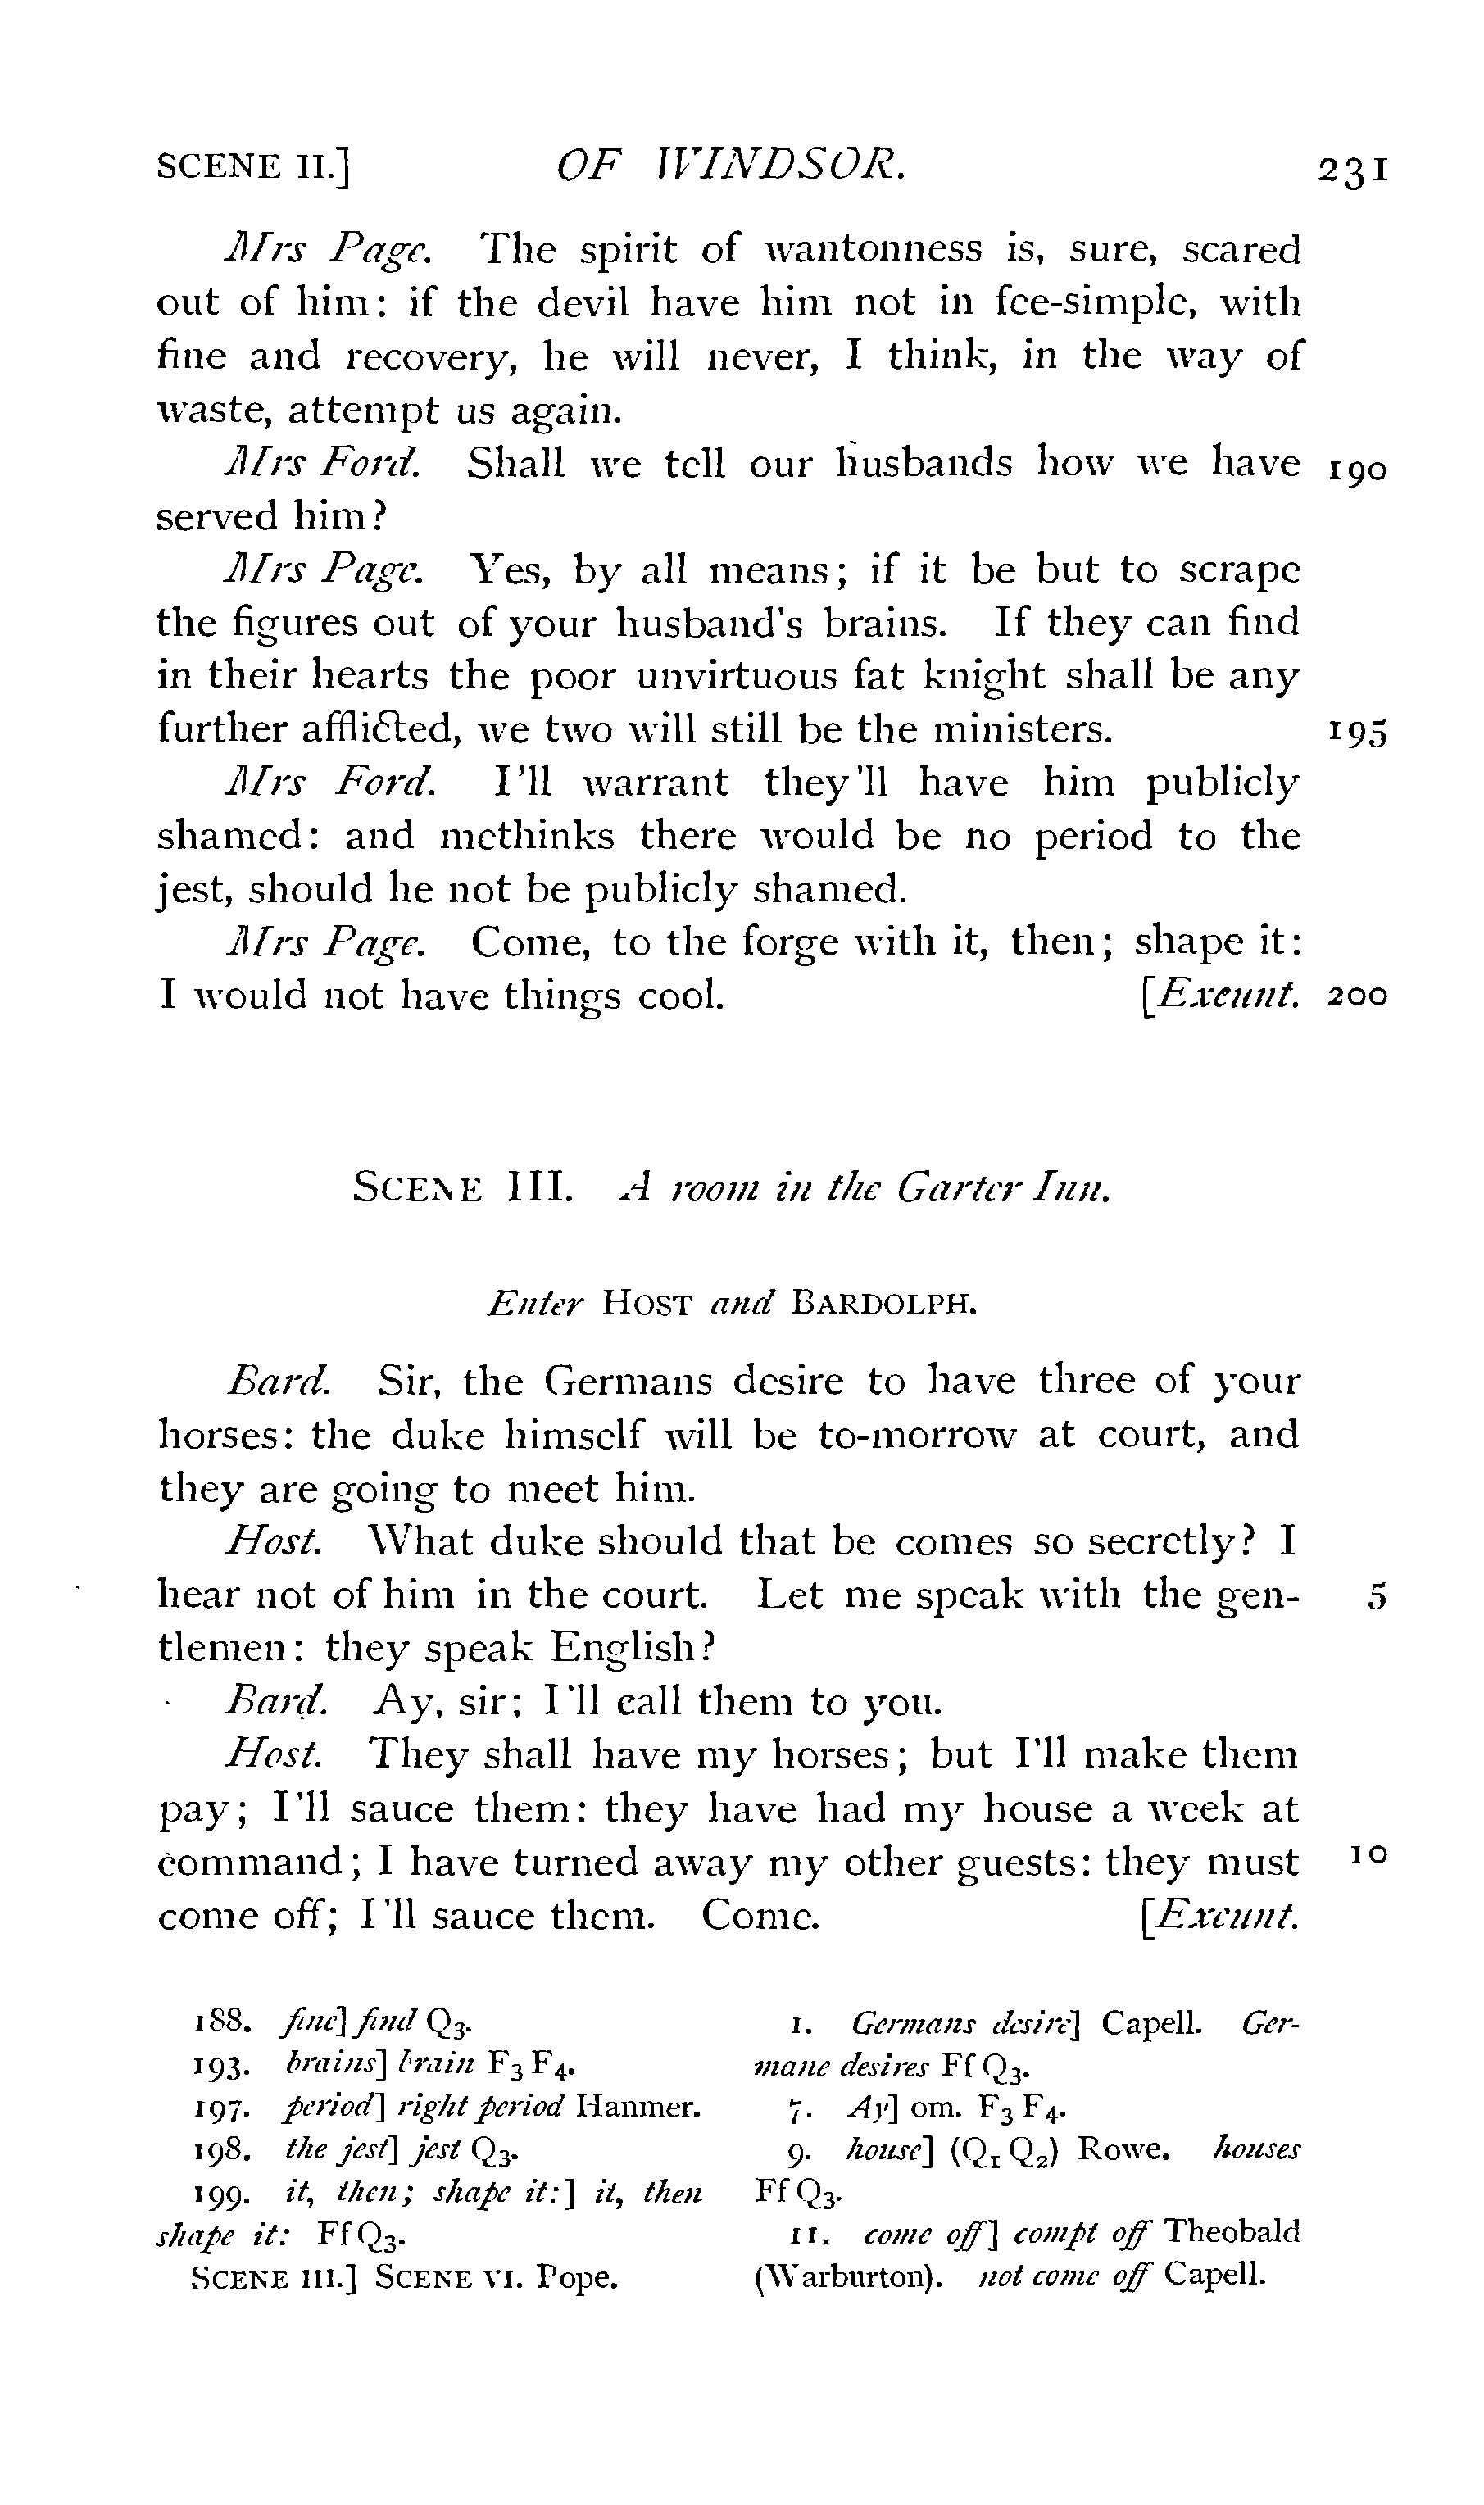 SCENE II.] OF WINDSOR. 231
Mrs Page. The spirit of wantonness is, sure, scared
out of him: if the devil have him not in fee-simple, with
fine and recovery, he will never, I think, in the way of
waste, attempt us again.
Mrs Ford. Shall we tell our husbands how we have 190
served him?
Mrs Page. Yes, by all means; if it be but to scrape
the figures out of your husband's brains. If they can find
in their hearts the poor unvirtuous fat knight shall be any
further afflicted, we two will still be the ministers. 195
Mrs Ford. I'll warrant they'll have him publicly
shamed: and methinks there would be no period to the
jest, should he not be publicly shamed.
Mrs Page. Come, to the forge with it, then; shape it:
I would not have things cool. [Exeunt. 200
SCENE III. A room in the Garter Inn.
Enter HOST and BARDOLPH.
Bard. Sir, the Germans desire to have three of your
horses: the duke himself will be to-morrow at court, and
they are going to meet him.
Host. What duke should that be comes so secretly? I
hear not of him in the court. Let me speak with the gen- 5
tlemen: they speak English?
Bard. Ay, sir; I'll call them to you.
Host. They shall have my horses; but I'll make them
pay; I'll sauce them: they have had my house a week at
command; I have turned away my other guests: they must 10
come off; I'll sauce them. Come. [Exeunt.
188. fine] find Q3.
193. brains] brain F3 F4.
197. period] right period Hanmer.
198. the jest] jest Q3.
199. it, then; shape it:] it, then
shape it: Ff Q3.
SCENE III.] SCENE VI. Pope.
1. Germans desire] Capell. Ger-
mane desires Ff Q3.
7. Ay] om. F3 F4.
9. house] (Q1 Q2) Rowe. houses
Ff Q3.
11. come off] compt off Theobald
(Warburton). not come off Capell.